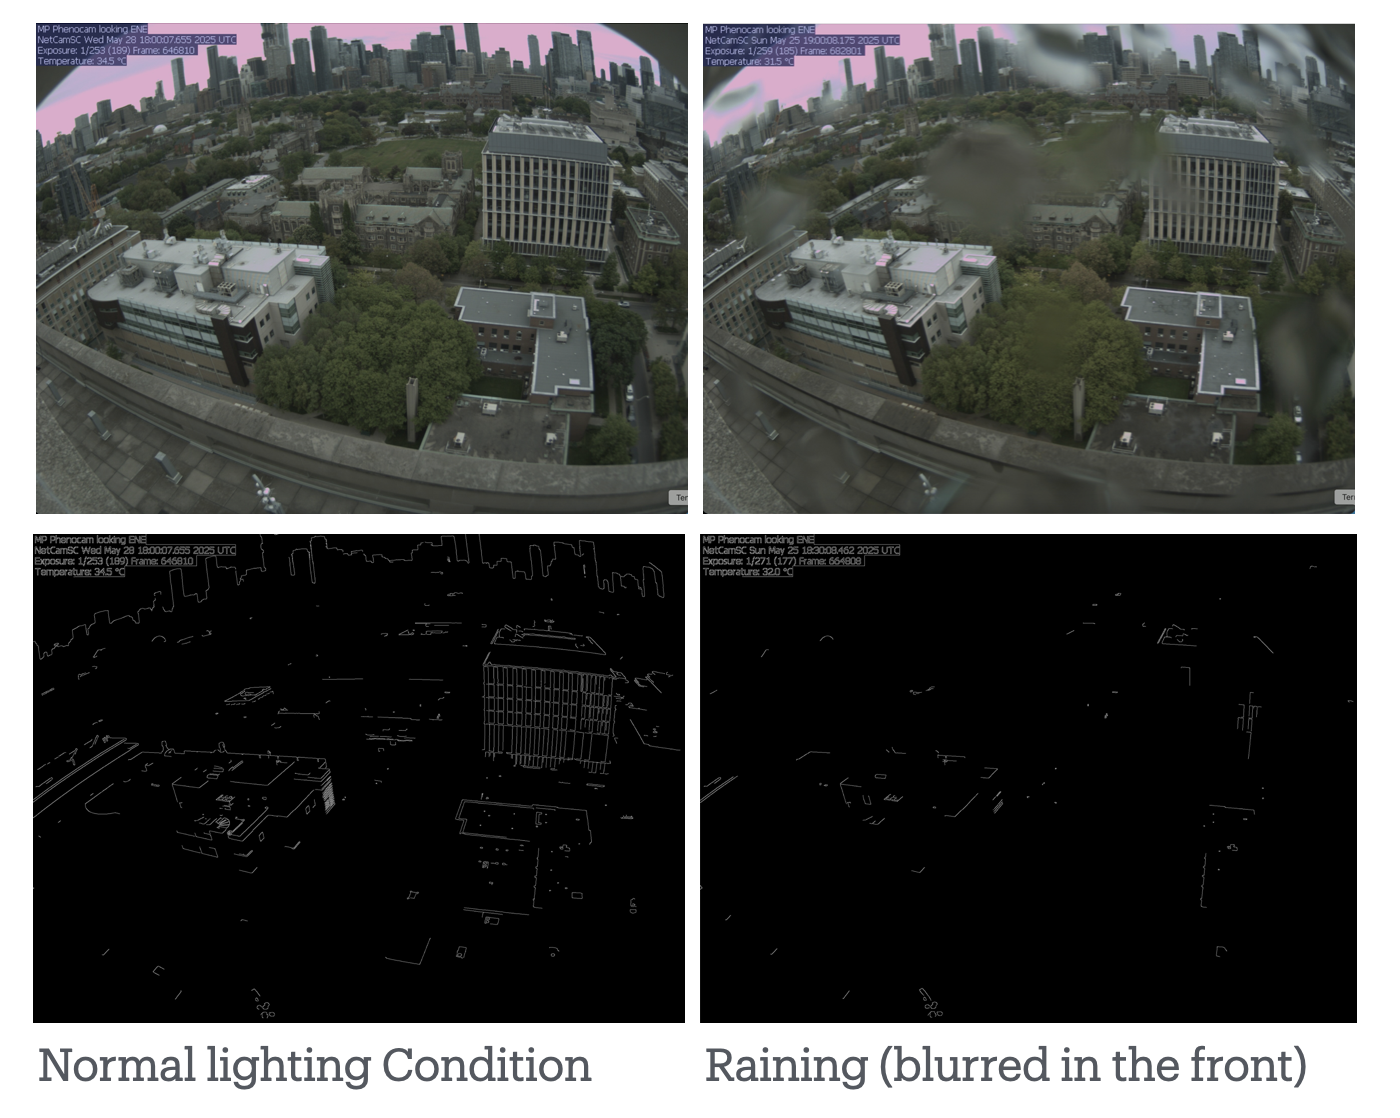 MP Phenocam looking ENE
NetCamSC Wed May 28 18:00:07.655 2025 UTC
Exposure: 1/253 (189) Frame: 646810
Temperature: 34.5 °C
Ter
MP Phenocam looking ENE
NetCamSC Sun May 25 19:00:08.175 2025 UTC
Exposure: 1/259 (185) Frame: 682801
Temperature: 31.5 °C
Ter
MP Phenocam looking ENE
NetCamSC Wed May 28 18:00:07.655 2025 UTC
Exposure: 1/253 (189) Frame: 646810
Temperature: 34.5 °C
MP Phenocam looking ENE
NetCamSC Sun May 25 18:30:08.462 2025 UTC
Exposure: 1/271 (177) Frame: 664808
Temperature: 32.0 °C
Normal lighting Condition
Raining (blurred in the front)